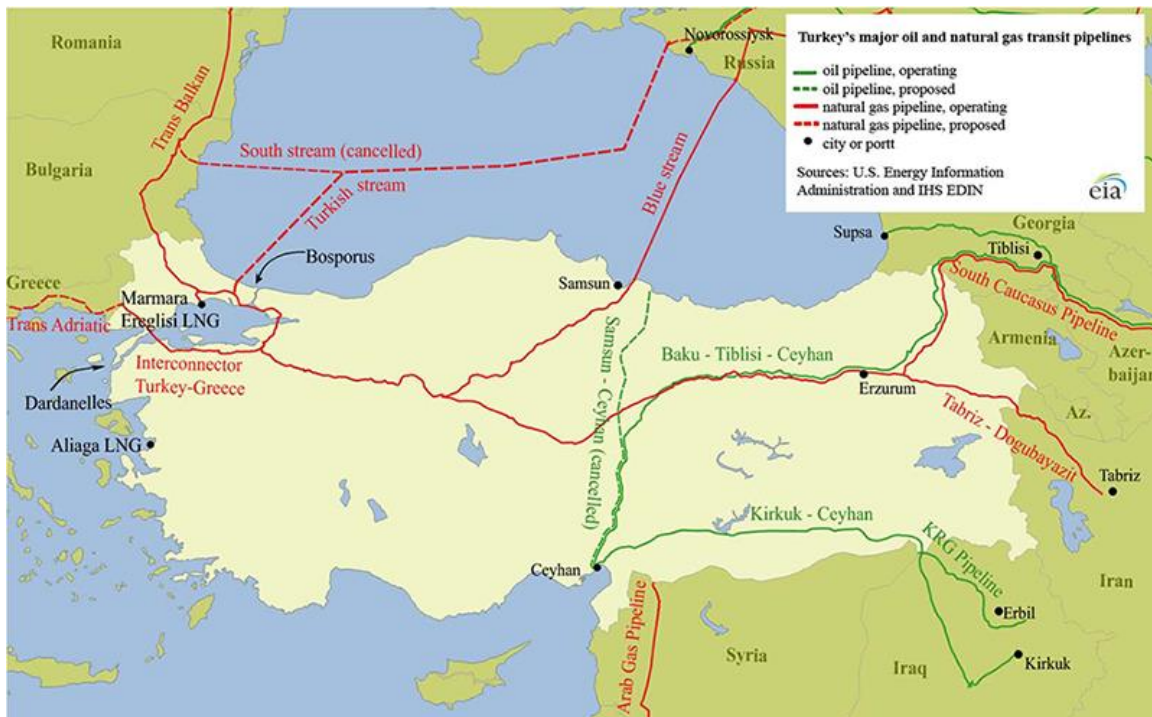 Romania
Novorossiysk
Russia
Turkey's major oil and natural gas transit pipelines
oil pipeline, operating
oil pipeline, proposed
natural gas pipeline, operating
natural gas pipeline, proposed
city or portt
Sources: U.S. Energy Information
Administration and IHS EDIN
eia
Trans Balkan
South stream (cancelled)
Turkish stream
Blue stream
Bulgaria
Bosporus
Supsa
Georgia
Tiblisi
South Caucasus Pipeline
Greece
Trans Adriatic
Marmara
Ereglisi LNG
Samsun
Samsun - Ceyhan (cancelled)
Armenia
Azer-
baijan
Az.
Interconnector
Turkey-Greece
Baku - Tiblisi - Ceyhan
Erzurum
Dardanelles
Aliaga LNG
Tabriz - Dogubayazit
Tabriz
Kirkuk - Ceyhan
KRG Pipeline
Ceyhan
Iran
Erbil
Arab Gas Pipeline
Syria
Iraq
Kirkuk